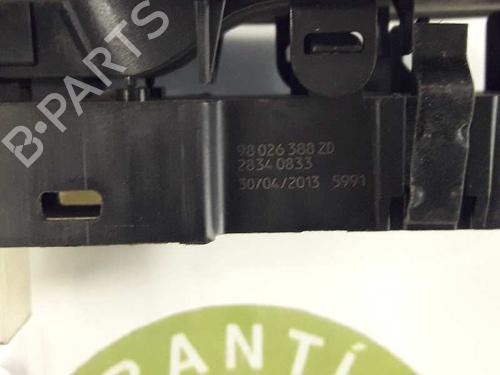 B-PARTS
98 026 388 ZD
28340833
30/04/2013 5991
RANTÍ